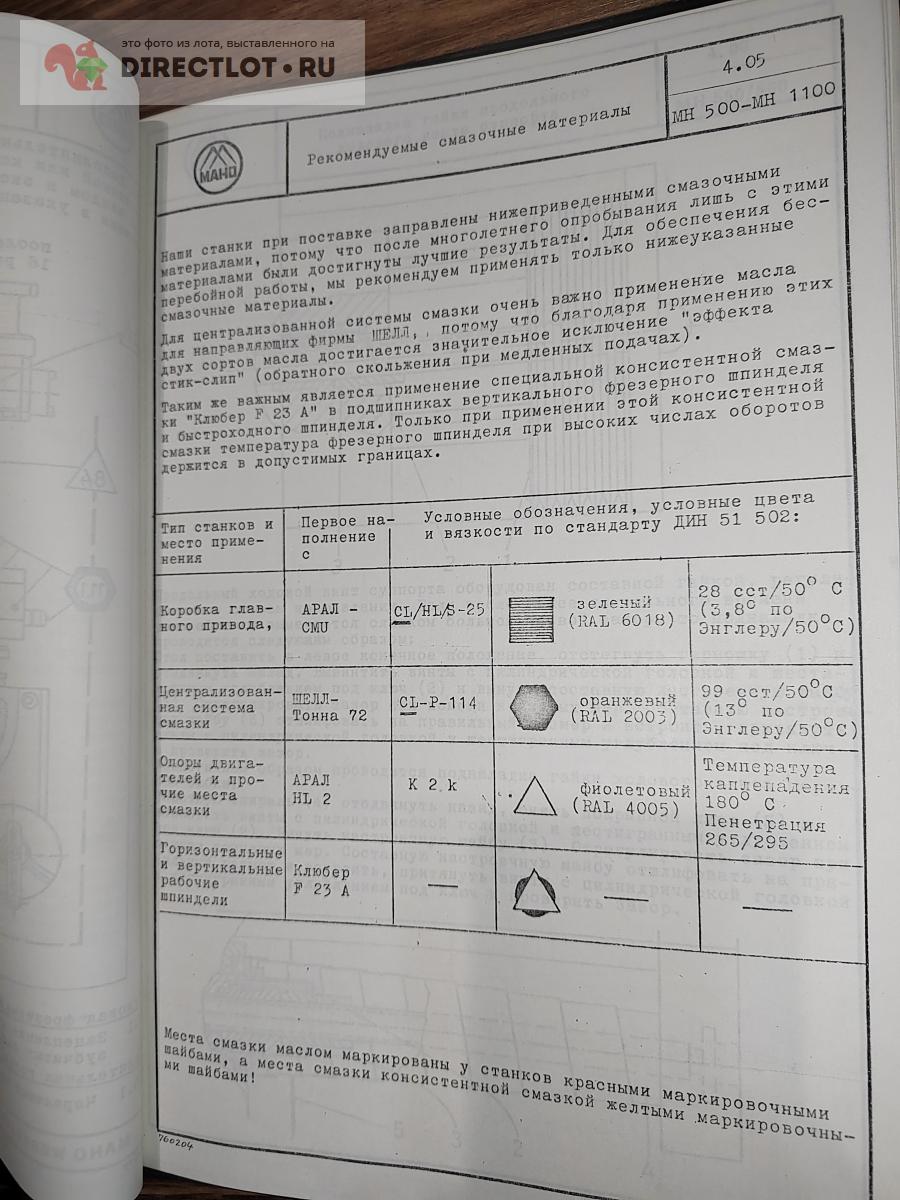 это фото из лота, выставленного на
DIRECTLOT.RU
МАНО
Рекомендуемые смазочные материалы
4.05
МН 500-МН 1100
Наши станки при поставке заправлены нижеприведенными смазочными
материалами, потому что после многолетнего опробывания лишь с этими
материалами были достигнуты лучшие результаты. Для обеспечения бес-
перебойной работы, мы рекомендуем применять только нижеуказанные
смазочные материалы.
Для централизованной системы смазки очень важно применение масла
для направляющих фирмы ШЕЛЛ, потому что благодаря применению этих
двух сортов масла достигается значительное исключение "эффекта
стик-слип" (обратного скольжения при медленных подачах).
Таким же важным является применение специальной консистентной смаз-
ки "Клюбер F 23 A" в подшипниках вертикального фрезерного шпинделя
и быстроходного шпинделя. Только при применении этой консистентной
смазки температура фрезерного шпинделя при высоких числах оборотов
держится в допустимых границах.
Тип станков и
место приме-
нения
Первое на-
полнение
с
Условные обозначения, условные цвета
и вязкости по стандарту ДИН 51 502:
Коробка глав-
ного привода,
АРАЛ -
CMU
CL/HL/S-25
зеленый
(RAL 6018)
28 сст/50° С
(3,8° по
Энглеру/50°С)
Централизован-
ная система
смазки
ШЕЛЛ-
Тонна 72
CL-P-114
оранжевый
(RAL 2003)
99 сст/50°С
(13° по
Энглеру/50°С)
Опоры двига-
телей и про-
чие места
смазки
АРАЛ
HL 2
K 2 k
фиолетовый
(RAL 4005)
Температура
каплепадения
180° С
Пенетрация
265/295
Горизонтальные
и вертикальные
рабочие
шпиндели
Клюбер
F 23 A
Места смазки маслом маркированы у станков красными маркировочными
шайбами, а места смазки консистентной смазкой желтыми маркировочны-
ми шайбами!
760204